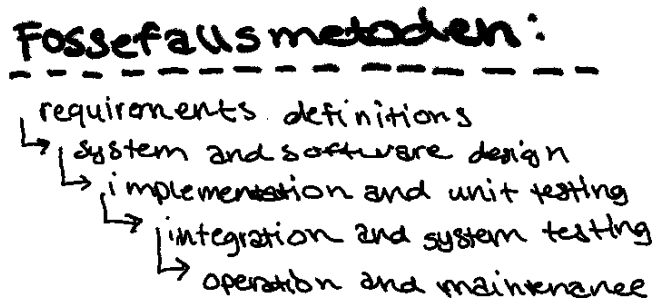 Fossefallsmetoden:
requirements definitions
system and software design
implementation and unit testing
integration and system testing
operation and maintenance